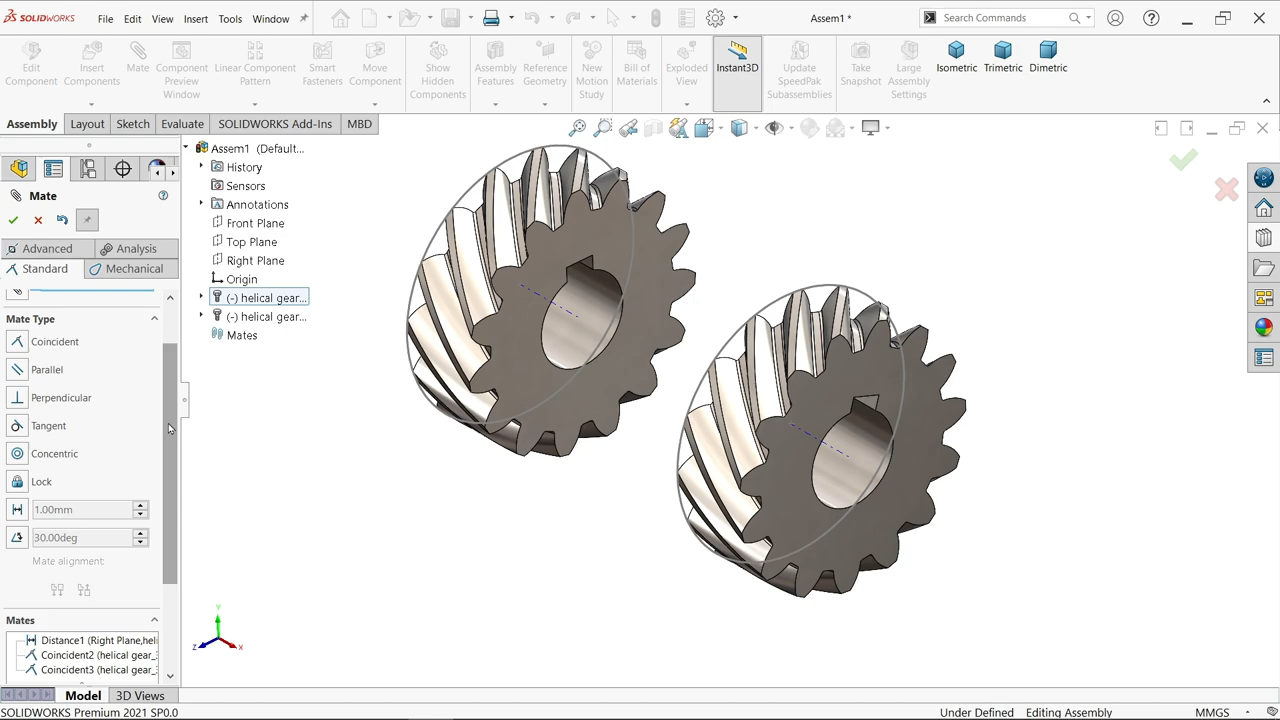 SOLIDWORKS File Edit View Insert Tools Window Assem1 * Search Commands
Edit Component
Insert Components
Mate
Component Preview Window
Linear Component Pattern
Smart Fasteners
Move Component
Show Hidden Components
Assembly Features
Reference Geometry
New Motion Study
Bill of Materials
Exploded View
Instant3D
Update SpeedPak Subassemblies
Take Snapshot
Large Assembly Settings
Isometric
Trimetric
Dimetric
Assembly Layout Sketch Evaluate SOLIDWORKS Add-Ins MBD
Assem1 (Default...
History
Sensors
Annotations
Front Plane
Top Plane
Right Plane
Origin
(-) helical gear...
(-) helical gear...
Mates
Mate
Advanced Analysis
Standard Mechanical
Mate Type
Coincident
Parallel
Perpendicular
Tangent
Concentric
Lock
1.00mm
30.00deg
Mate alignment:
Mates
Distance1 (Right Plane,heli
Coincident2 (helical gear_
Coincident3 (helical gear_
Y
Z X
Model 3D Views
SOLIDWORKS Premium 2021 SP0.0 Under Defined Editing Assembly MMGS